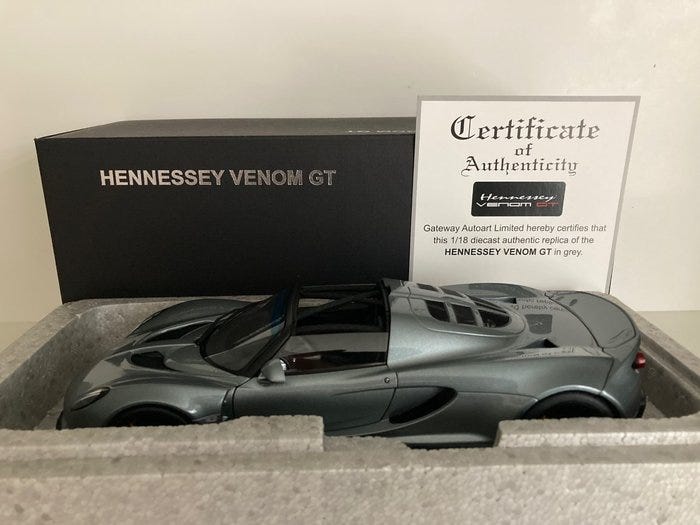 HENNESSEY VENOM GT
Certificate
of
Authenticity
Hennessey
VENOM GT
Gateway Autoart Limited hereby certifies that
this 1/18 diecast authentic replica of the
HENNESSEY VENOM GT in grey.